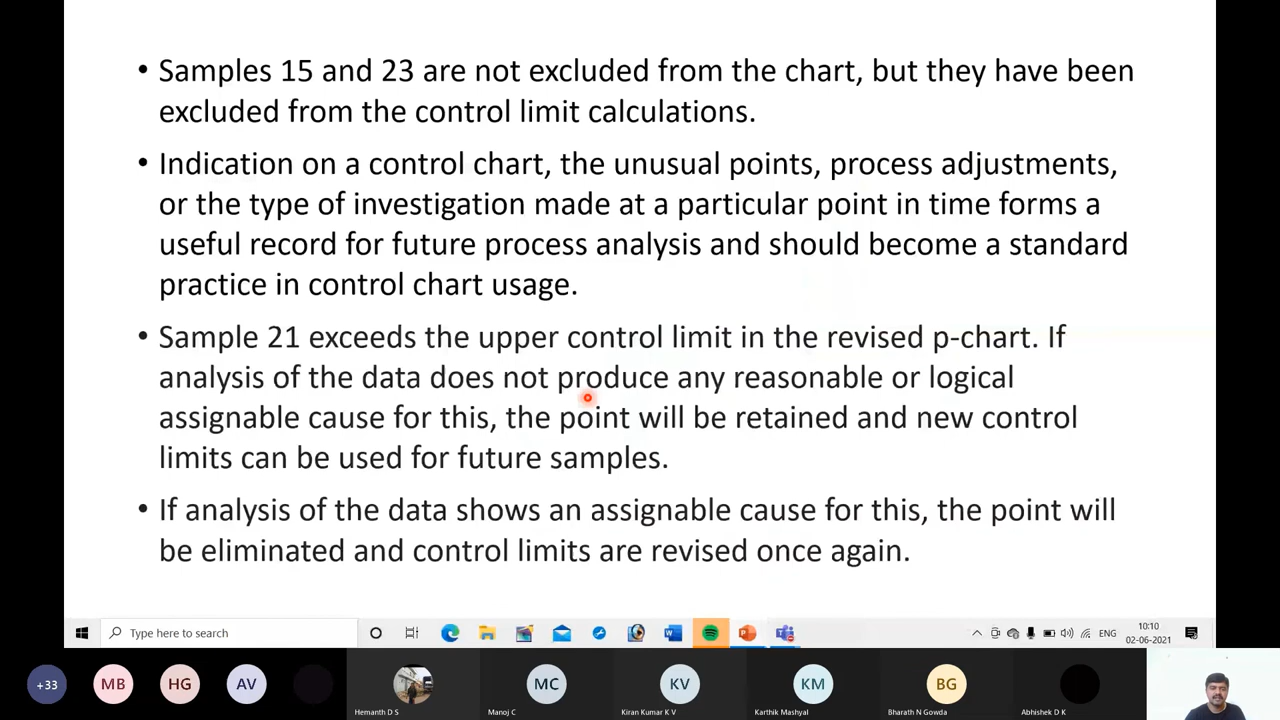 • Samples 15 and 23 are not excluded from the chart, but they have been
excluded from the control limit calculations.
• Indication on a control chart, the unusual points, process adjustments,
or the type of investigation made at a particular point in time forms a
useful record for future process analysis and should become a standard
practice in control chart usage.
• Sample 21 exceeds the upper control limit in the revised p-chart. If
analysis of the data does not produce any reasonable or logical
assignable cause for this, the point will be retained and new control
limits can be used for future samples.
• If analysis of the data shows an assignable cause for this, the point will
be eliminated and control limits are revised once again.
Type here to search
ENG
10:10
02-06-2021
+33
MB
HG
AV
MC
KV
KM
BG
Hemanth D S
Manoj C
Kiran Kumar K V
Karthik Mashyal
Bharath N Gowda
Abhishek D K